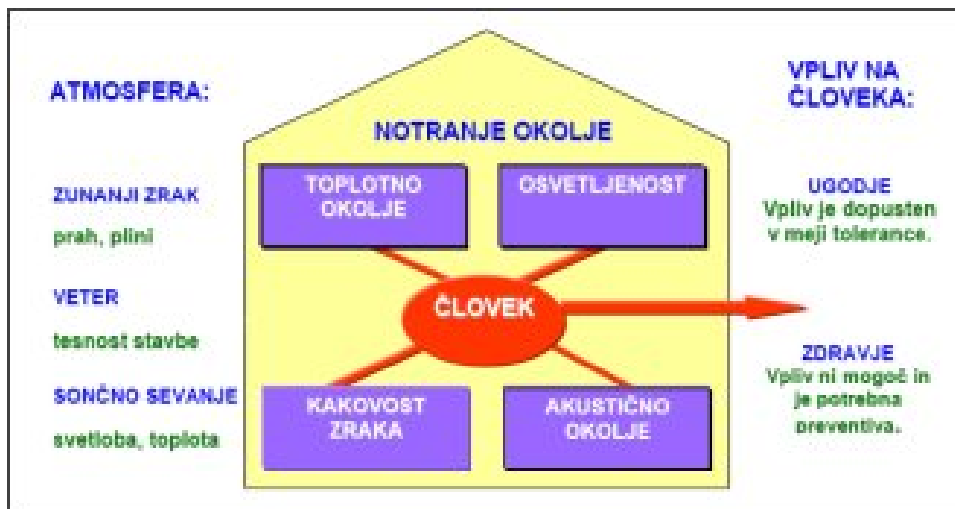 ATMOSFERA:
ZUNANJI ZRAK
prah, plini
VETER
tesnost stavbe
SONČNO SEVANJE
svetloba, toplota
NOTRANJE OKOLJE
TOPLOTNO
OKOLJE
OSVETLJENOST
ČLOVEK
KAKOVOST
ZRAKA
AKUSTIČNO
OKOLJE
VPLIV NA
ČLOVEKA:
UGODJE
Vpliv je dopusten
v meji tolerance.
ZDRAVJE
Vpliv ni mogoč in
je potrebna
preventiva.